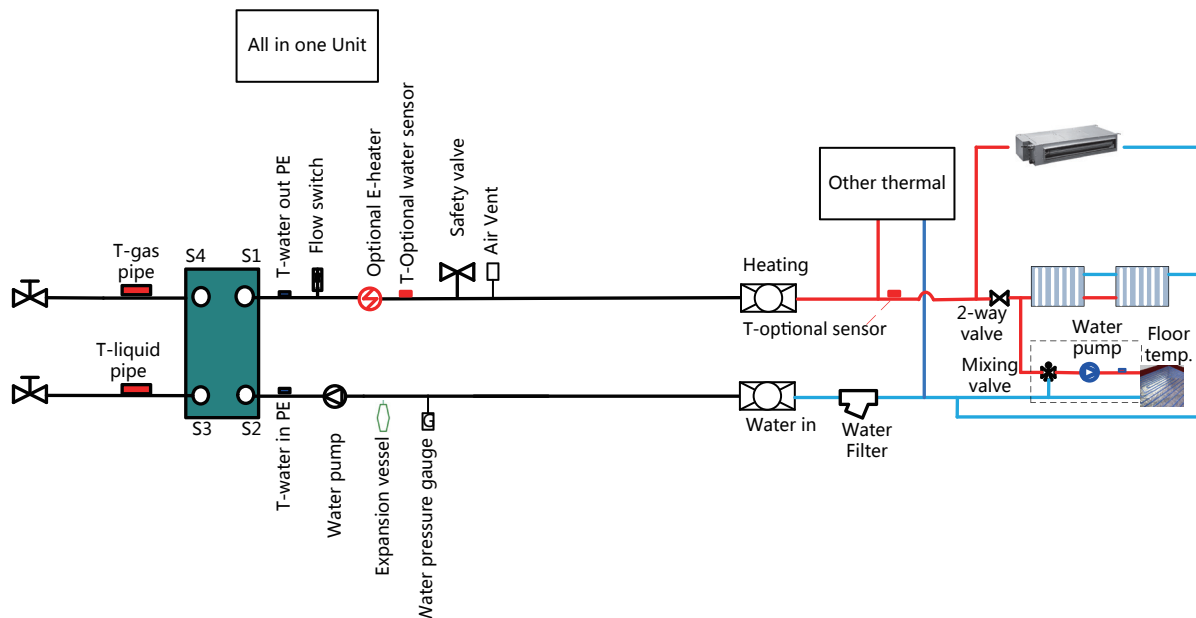 All in one Unit
T-water out PE
Flow switch
Optional E-heater
T-Optional water sensor
Safety valve
Air Vent
Other thermal
T-gas
pipe
S4
S1
Heating
T-optional sensor
2-way
valve
T-liquid
pipe
Water
pump
Floor
temp.
Mixing
valve
S3
S2
T-water in PE
Water pump
Expansion vessel
Water pressure gauge
G
Water in
Water
Filter